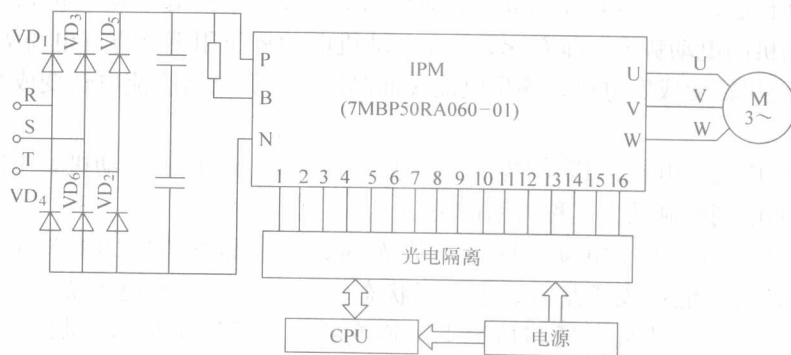 VD₁
VD₃
VD₅
R
S
T
VD₄
VD₆
VD₂
P
B
N
IPM
(7MBP50RA060-01)
U
V
W
U
V
W
M
3～
1 2 3 4 5 6 7 8 9 10 11 12 13 14 15 16
光电隔离
CPU
电源